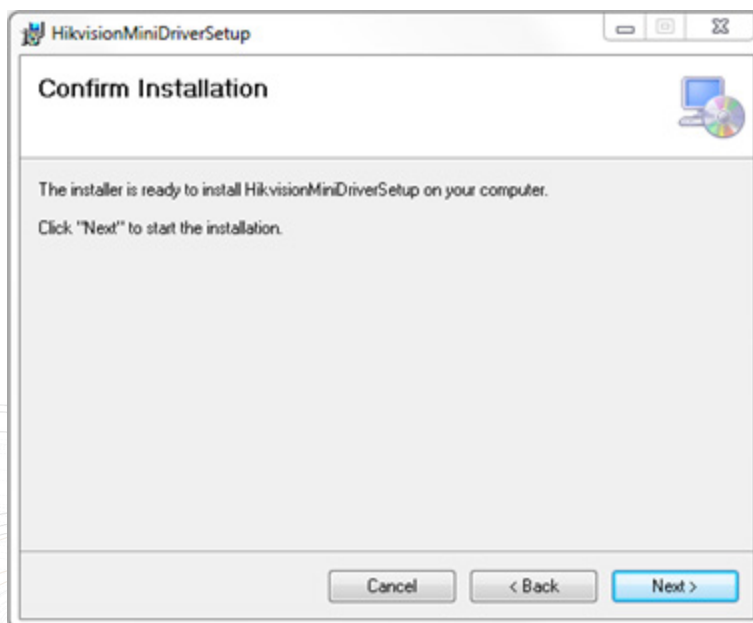 HikvisionMiniDriverSetup
Confirm Installation
The installer is ready to install HikvisionMiniDriverSetup on your computer.
Click "Next" to start the installation.
Cancel
< Back
Next >